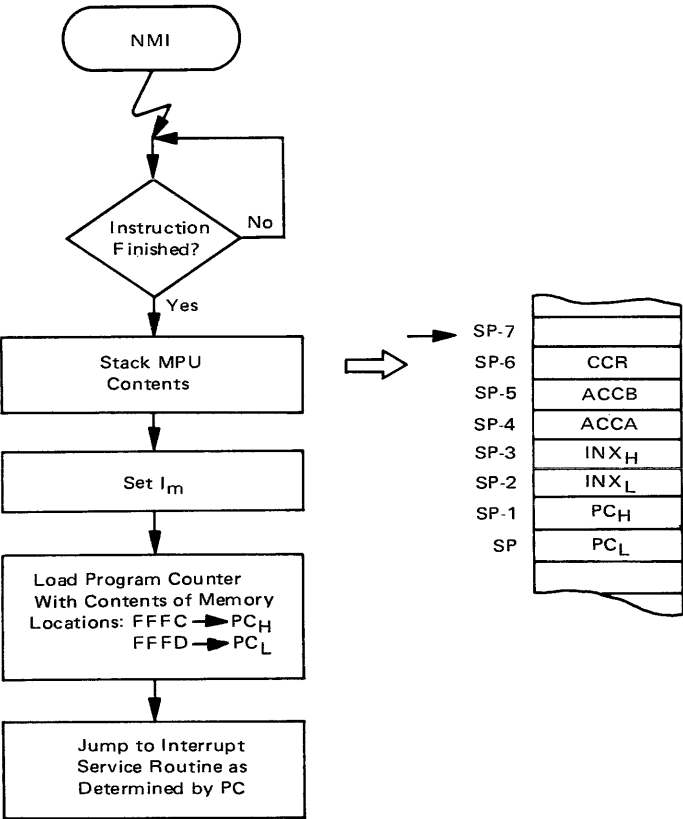 NMI
Instruction
Finished?
No
Yes
Stack MPU
Contents
Set Im
Load Program Counter
With Contents of Memory
Locations: FFFC → PCH
FFFD → PCL
Jump to Interrupt
Service Routine as
Determined by PC
SP-7
SP-6 CCR
SP-5 ACCB
SP-4 ACCA
SP-3 INXH
SP-2 INXL
SP-1 PCH
SP PCL